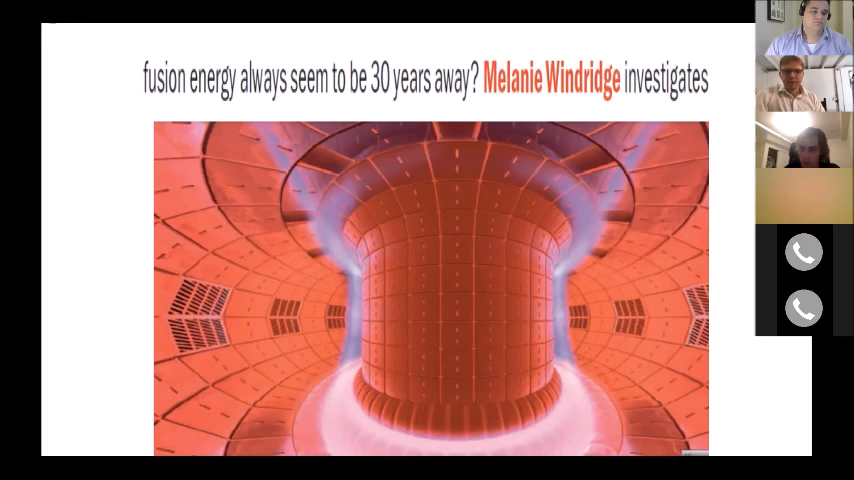 fusion energy always seem to be 30 years away? Melanie Windridge investigates